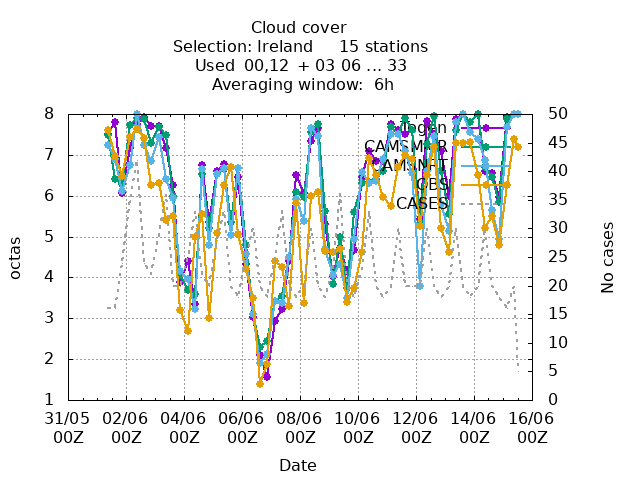 Cloud cover
Selection: Ireland 15 stations
Used 00,12 + 03 06 ... 33
Averaging window: 6h
octas
No cases
8
7
6
5
4
3
2
1
50
45
40
35
30
25
20
15
10
5
0
OBS
CASES
31/05 02/06 04/06 06/06 08/06 10/06 12/06 14/06 16/06
00Z 00Z 00Z 00Z 00Z 00Z 00Z 00Z 00Z
Date